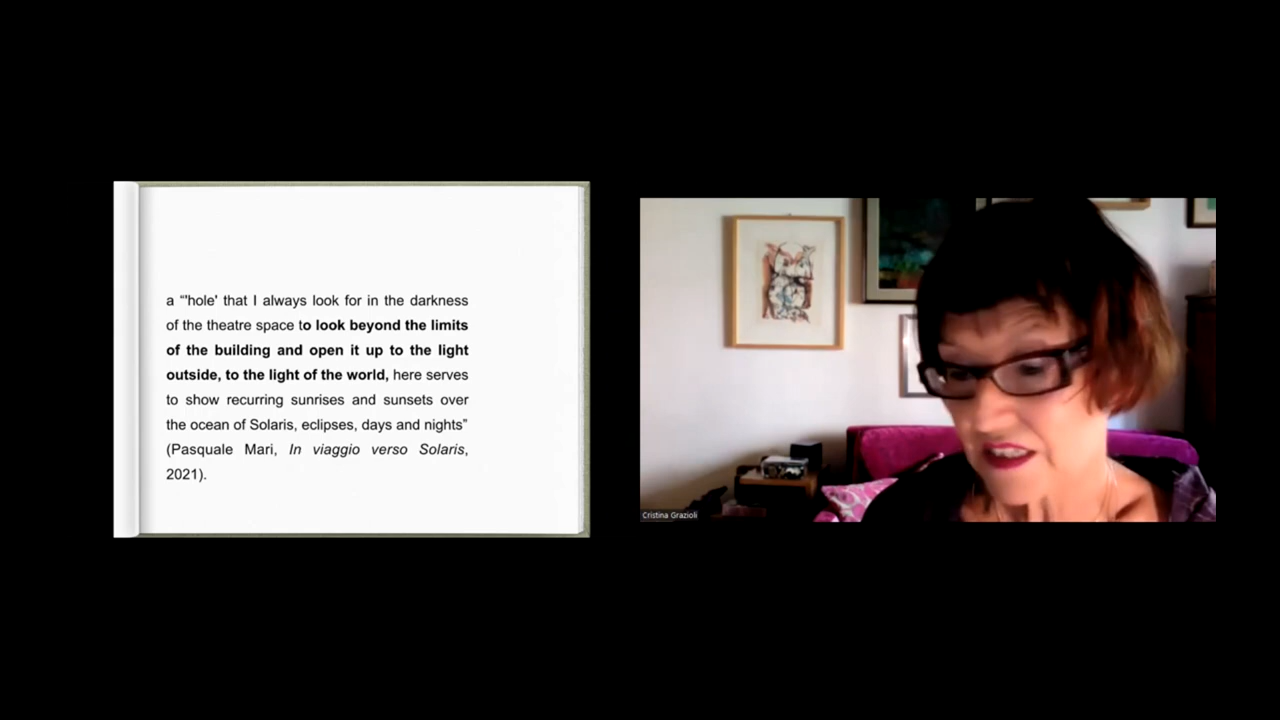 a “'hole' that I always look for in the darkness
of the theatre space to look beyond the limits
of the building and open it up to the light
outside, to the light of the world, here serves
to show recurring sunrises and sunsets over
the ocean of Solaris, eclipses, days and nights”
(Pasquale Mari, In viaggio verso Solaris,
2021).
Cristina Grazioli